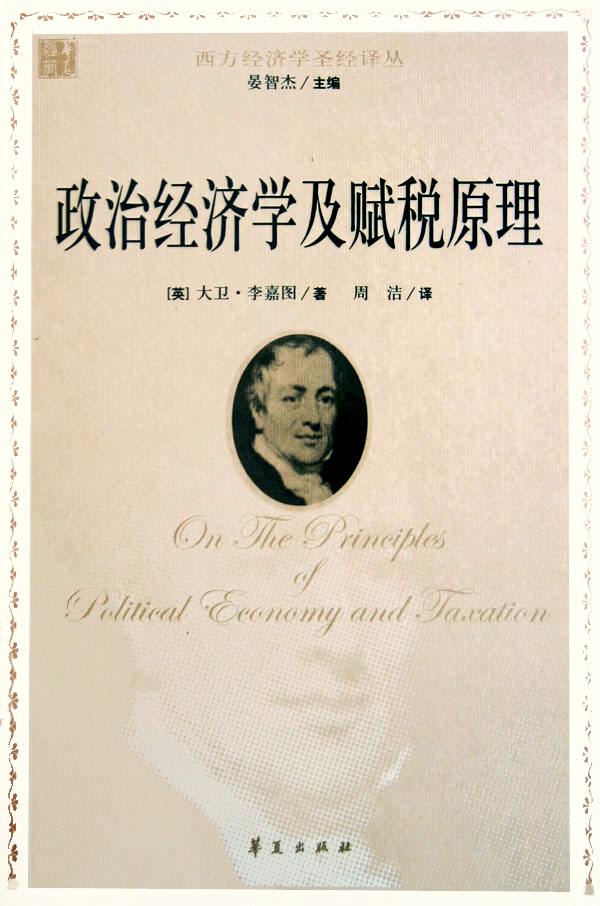 西方经济学圣经译丛
晏智杰/主编
政治经济学及赋税原理
[英]大卫·李嘉图/著 周 洁/译
On The Principles
of
Political Economy and Taxation
華夏出版社